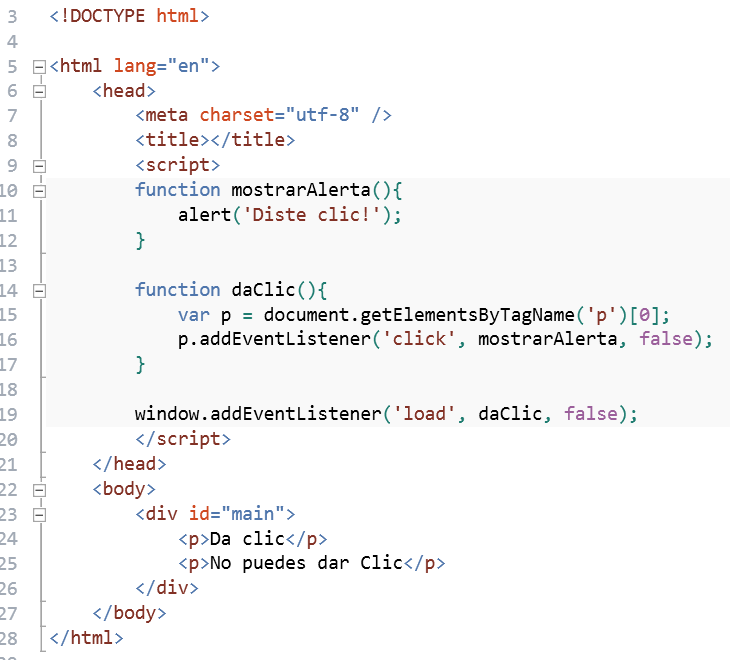 3 <!DOCTYPE html>
4
5 <html lang="en">
6 <head>
7 <meta charset="utf-8" />
8 <title></title>
9 <script>
10 function mostrarAlerta(){
11 alert('Diste clic!');
12 }
13
14 function daClic(){
15 var p = document.getElementsByTagName('p')[0];
16 p.addEventListener('click', mostrarAlerta, false);
17 }
18
19 window.addEventListener('load', daClic, false);
20 </script>
21 </head>
22 <body>
23 <div id="main">
24 <p>Da clic</p>
25 <p>No puedes dar Clic</p>
26 </div>
27 </body>
28 </html>